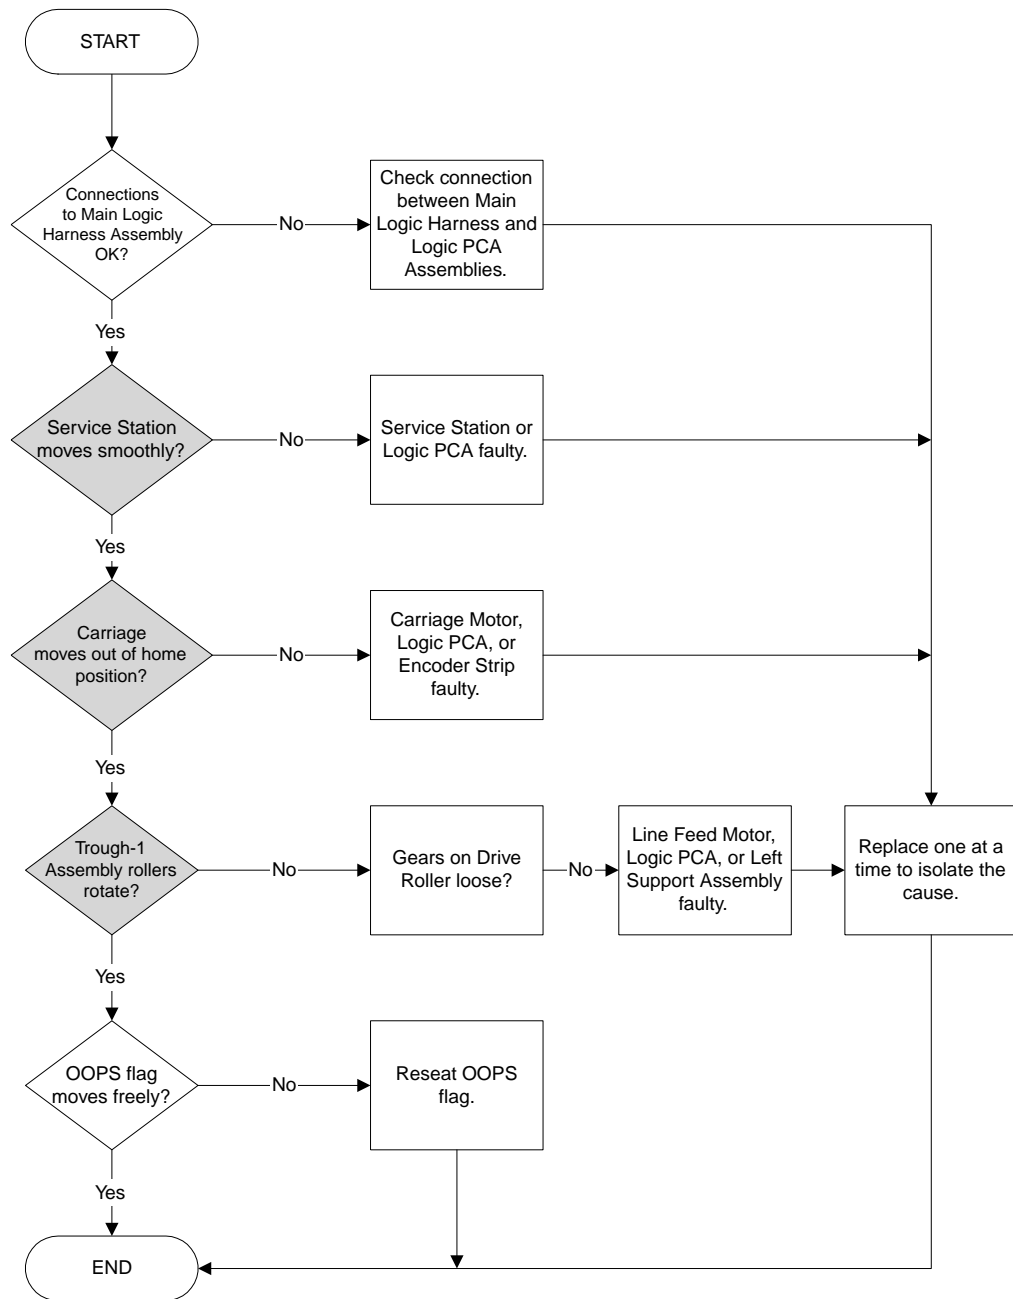 START
Connections
to Main Logic
Harness Assembly
OK?
No
Check connection
between Main
Logic Harness and
Logic PCA
Assemblies.
Yes
Service Station
moves smoothly?
No
Service Station or
Logic PCA faulty.
Yes
Carriage
moves out of home
position?
No
Carriage Motor,
Logic PCA, or
Encoder Strip
faulty.
Yes
Trough-1
Assembly rollers
rotate?
No
Gears on Drive
Roller loose?
No
Line Feed Motor,
Logic PCA, or Left
Support Assembly
faulty.
Replace one at a
time to isolate the
cause.
Yes
OOPS flag
moves freely?
No
Reseat OOPS
flag.
Yes
END